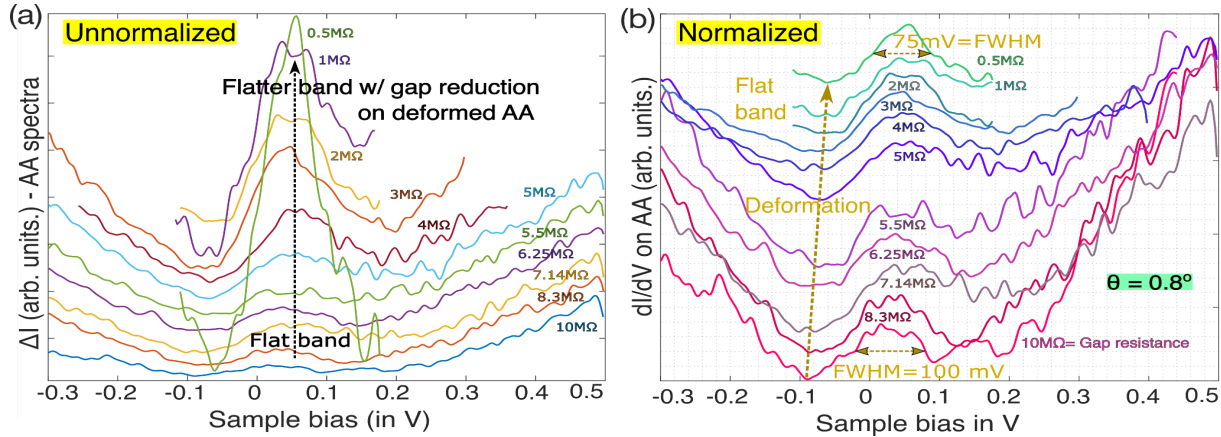 (a)
Unnormalized
ΔI (arb. units.) - AA spectra
0.5MΩ
1MΩ
Flatter band w/ gap reduction
on deformed AA
2MΩ
3MΩ
4MΩ
5MΩ
5.5MΩ
6.25MΩ
7.14MΩ
8.3MΩ
10MΩ
Flat band
-0.3 -0.2 -0.1 0 0.1 0.2 0.3 0.4 0.5
Sample bias (in V)
(b)
Normalized
dI/dV on AA (arb. units.)
75mV=FWHM
0.5MΩ
1MΩ
Flat
band
2MΩ
3MΩ
4MΩ
5MΩ
Deformation
5.5MΩ
6.25MΩ
7.14MΩ
θ = 0.8º
8.3MΩ
10MΩ= Gap resistance
FWHM=100 mV
-0.3 -0.2 -0.1 0 0.1 0.2 0.3 0.4 0.5
Sample bias in V